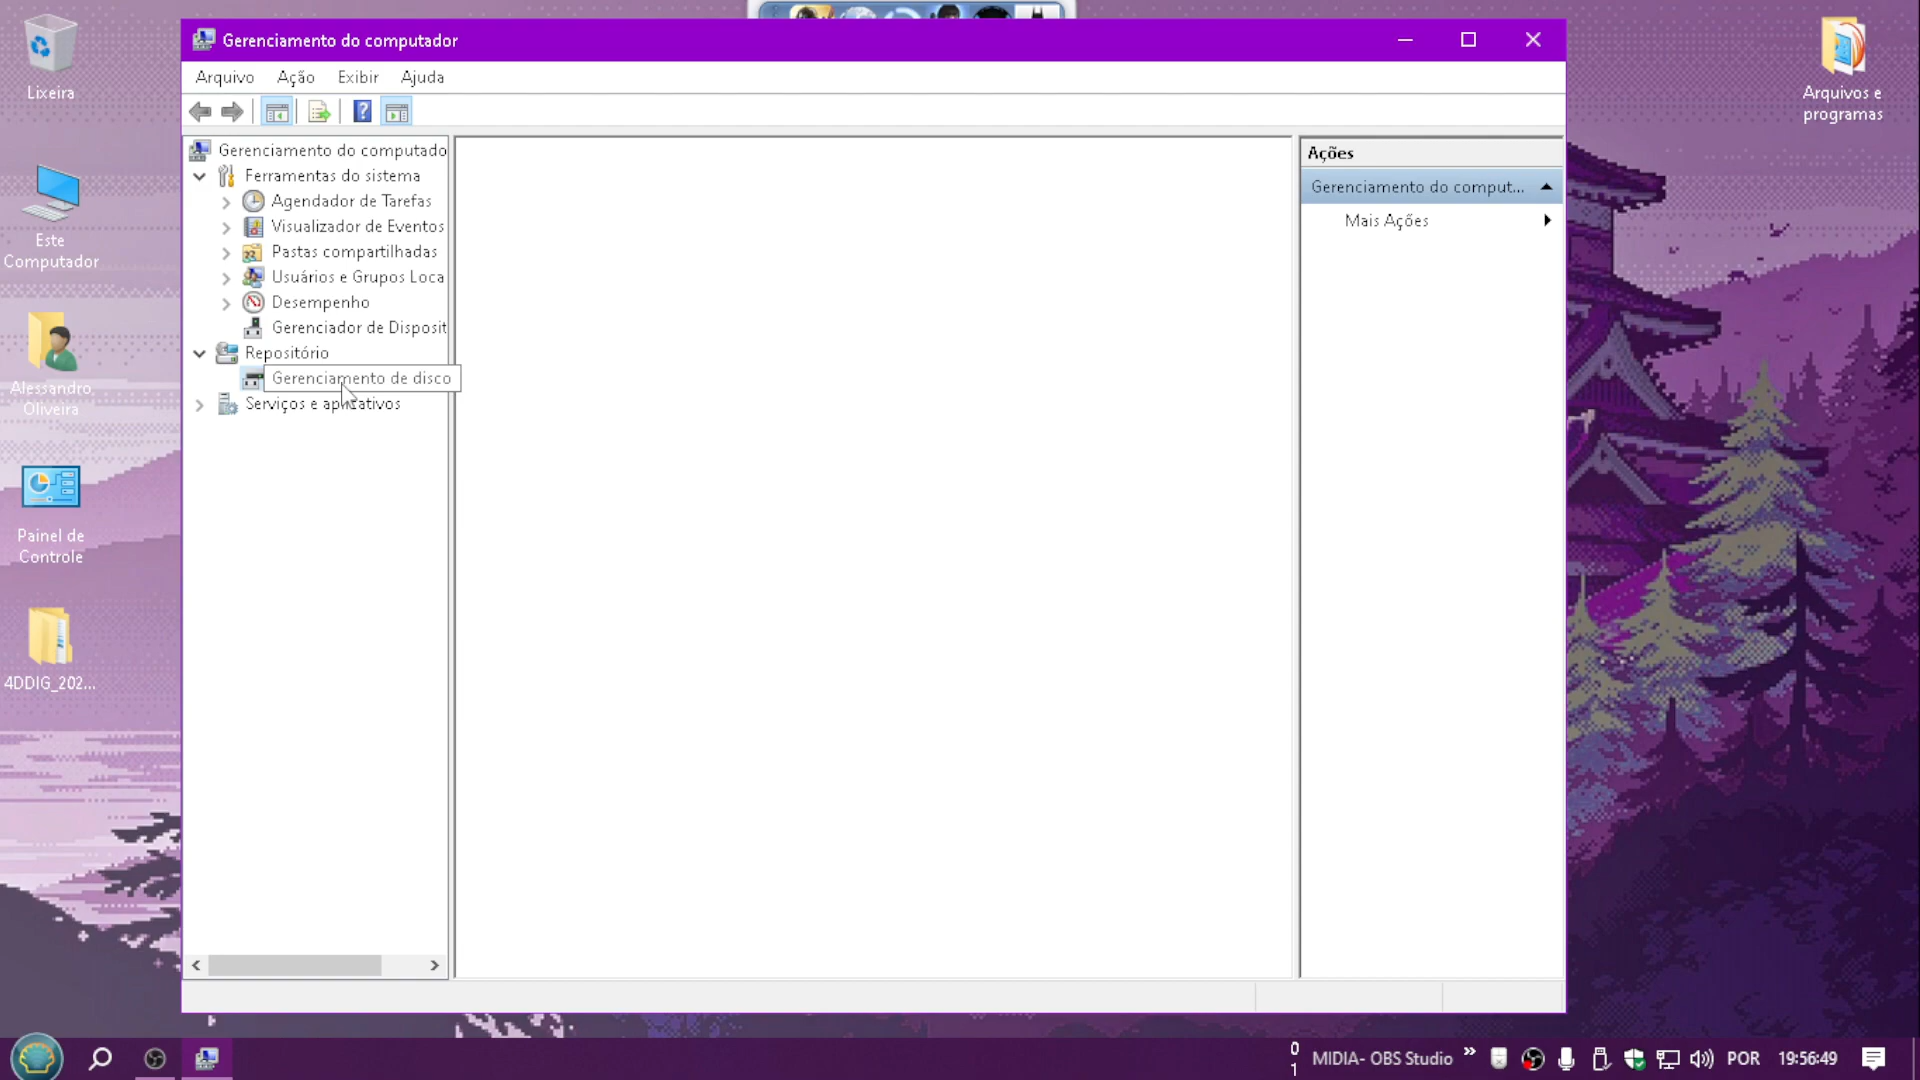 Gerenciamento do computador
Arquivo Ação Exibir Ajuda
Lixeira
Este
Computador
Alessandro
Oliveira
Painel de
Controle
4DDIG_202...
Gerenciamento do computado
Ferramentas do sistema
Agendador de Tarefas
Visualizador de Eventos
Pastas compartilhadas
Usuários e Grupos Loca
Desempenho
Gerenciador de Disposit
Repositório
Gerenciamento de disco
Serviços e aplicativos
Ações
Gerenciamento do comput...
Mais Ações
Arquivos e
programas
0
1
MIDIA- OBS Studio
POR
19:56:49